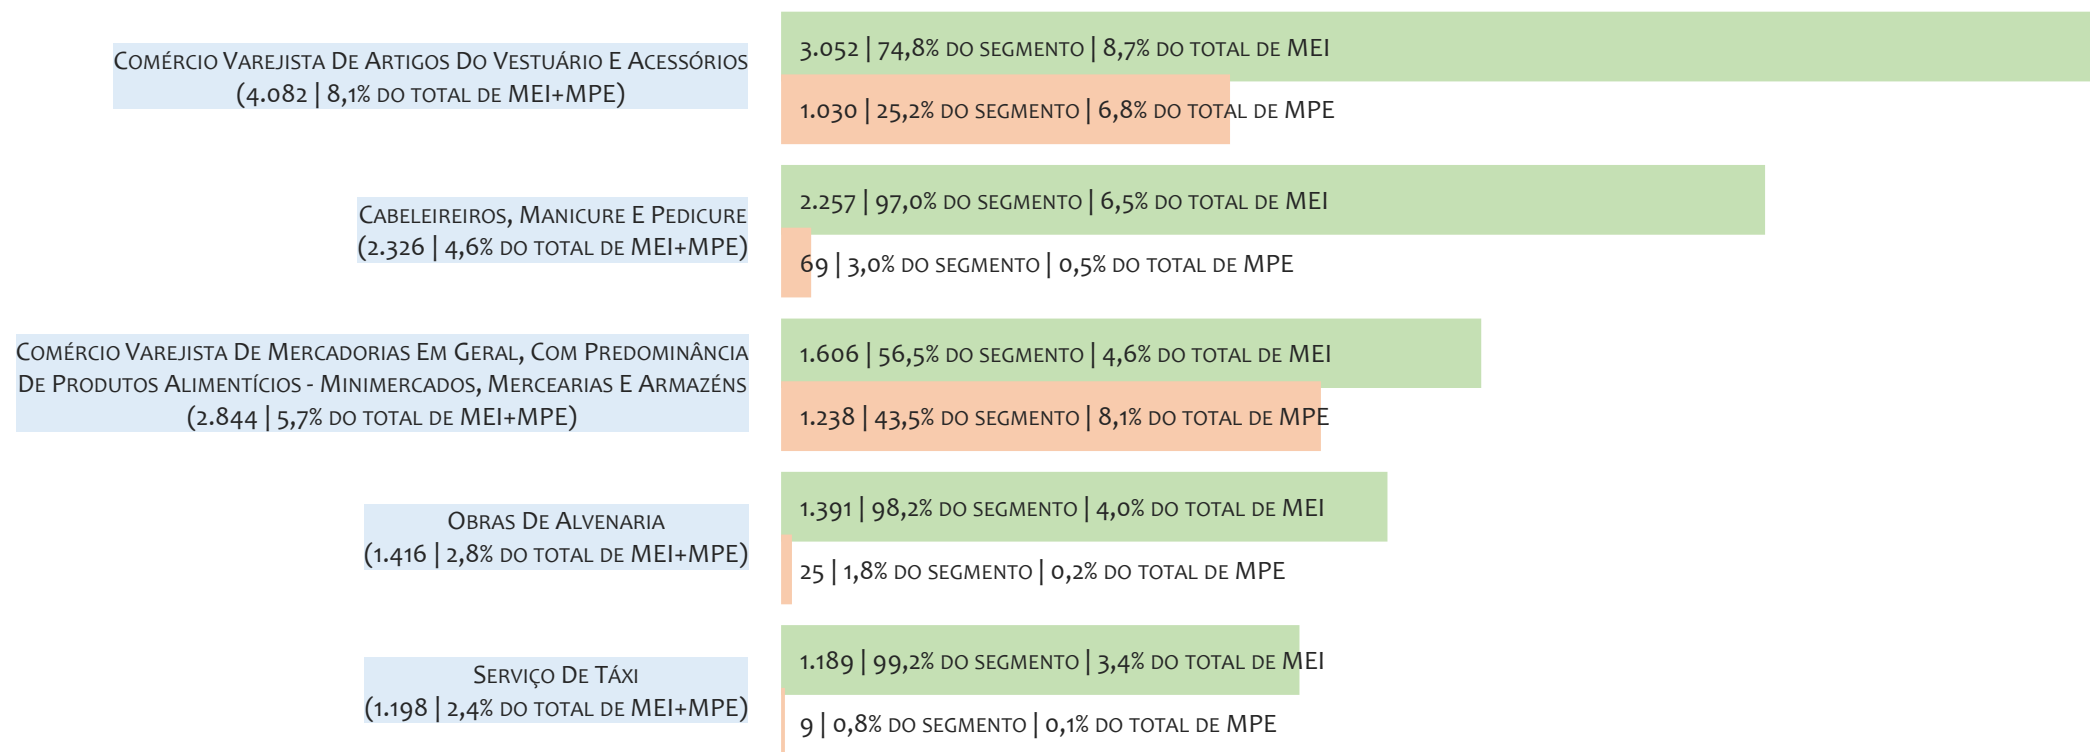 Comércio Varejista De Artigos Do Vestuário E Acessórios
(4.082 | 8,1% do total de MEI+MPE)
3.052 | 74,8% do segmento | 8,7% do total de MEI
1.030 | 25,2% do segmento | 6,8% do total de MPE
Cabeleireiros, Manicure E Pedicure
(2.326 | 4,6% do total de MEI+MPE)
2.257 | 97,0% do segmento | 6,5% do total de MEI
69 | 3,0% do segmento | 0,5% do total de MPE
Comércio Varejista De Mercadorias Em Geral, Com Predominância
De Produtos Alimentícios - Minimercados, Mercearias E Armazéns
(2.844 | 5,7% do total de MEI+MPE)
1.606 | 56,5% do segmento | 4,6% do total de MEI
1.238 | 43,5% do segmento | 8,1% do total de MPE
Obras De Alvenaria
(1.416 | 2,8% do total de MEI+MPE)
1.391 | 98,2% do segmento | 4,0% do total de MEI
25 | 1,8% do segmento | 0,2% do total de MPE
Serviço De Táxi
(1.198 | 2,4% do total de MEI+MPE)
1.189 | 99,2% do segmento | 3,4% do total de MEI
9 | 0,8% do segmento | 0,1% do total de MPE